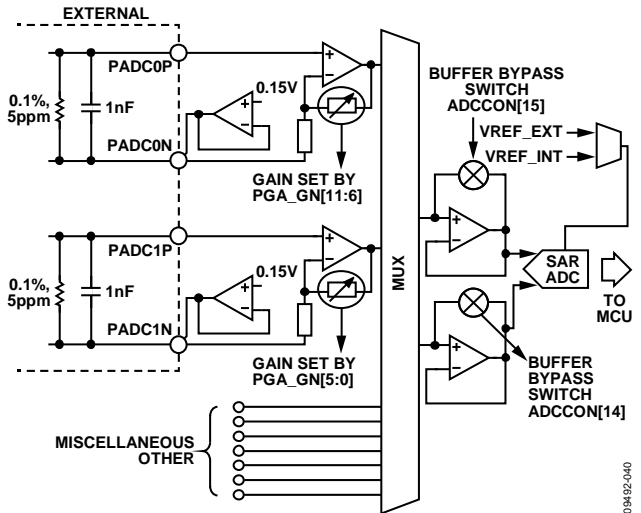 EXTERNAL
PADC0P
0.1%,
5ppm
1nF
0.15V
PADC0N
+
−
+
−
GAIN SET BY
PGA_GN[11:6]
PADC1P
0.1%,
5ppm
1nF
0.15V
PADC1N
+
−
+
−
GAIN SET BY
PGA_GN[5:0]
MISCELLANEOUS
OTHER
MUX
BUFFER BYPASS
SWITCH
ADCCON[15]
VREF_EXT
VREF_INT
+
−
SAR
ADC
TO
MCU
+
−
BUFFER
BYPASS
SWITCH
ADCCON[14]
09492-040